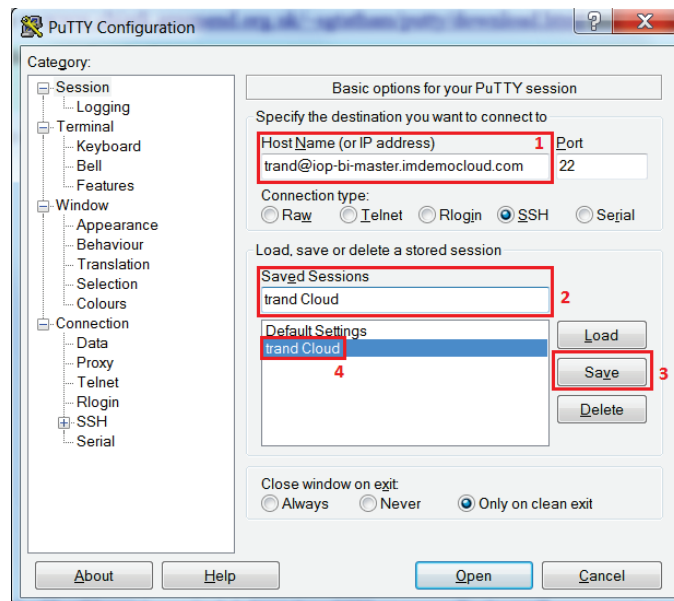 PuTTY Configuration
Category:
Session
Logging
Terminal
Keyboard
Bell
Features
Window
Appearance
Behaviour
Translation
Selection
Colours
Connection
Data
Proxy
Telnet
Rlogin
SSH
Serial
Basic options for your PuTTY session
Specify the destination you want to connect to
Host Name (or IP address) 1 Port
trand@iop-bi-master.imdemocloud.com 22
Connection type:
Raw Telnet Rlogin SSH Serial
Load, save or delete a stored session
Saved Sessions
trand Cloud 2
Default Settings
trand Cloud
4
Load
Save 3
Delete
Close window on exit:
Always Never Only on clean exit
About Help Open Cancel